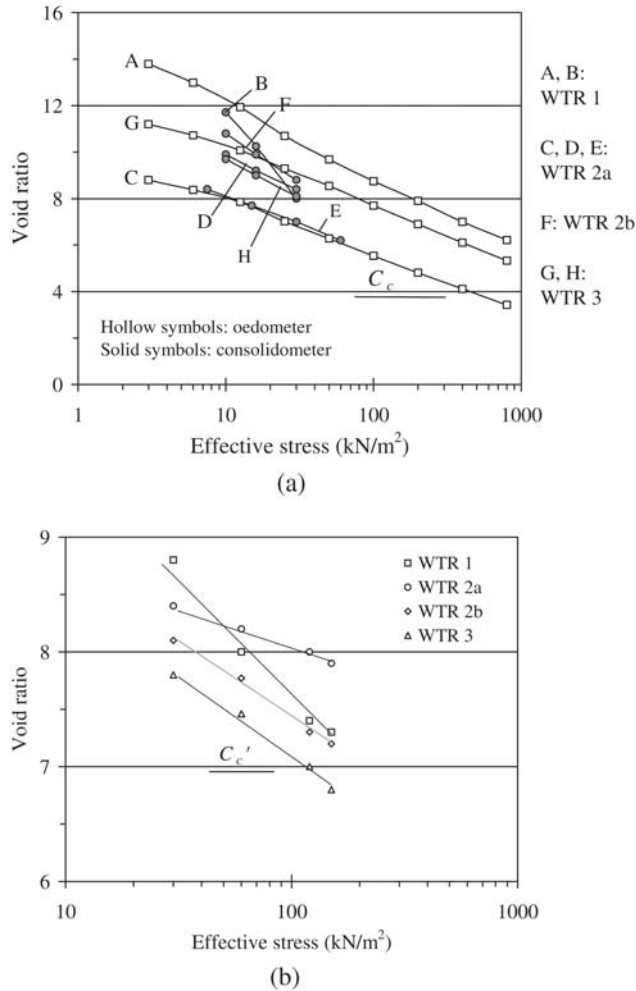 16
12
8
4
0
Void ratio
A
B
F
G
C
D
H
E
C_c
Hollow symbols: oedometer
Solid symbols: consolidometer
1
10
100
1000
Effective stress (kN/m²)
A, B:
WTR 1
C, D, E:
WTR 2a
F: WTR 2b
G, H:
WTR 3
(a)
9
8
7
6
Void ratio
WTR 1
WTR 2a
WTR 2b
WTR 3
C_c'
10
100
1000
Effective stress (kN/m²)
(b)